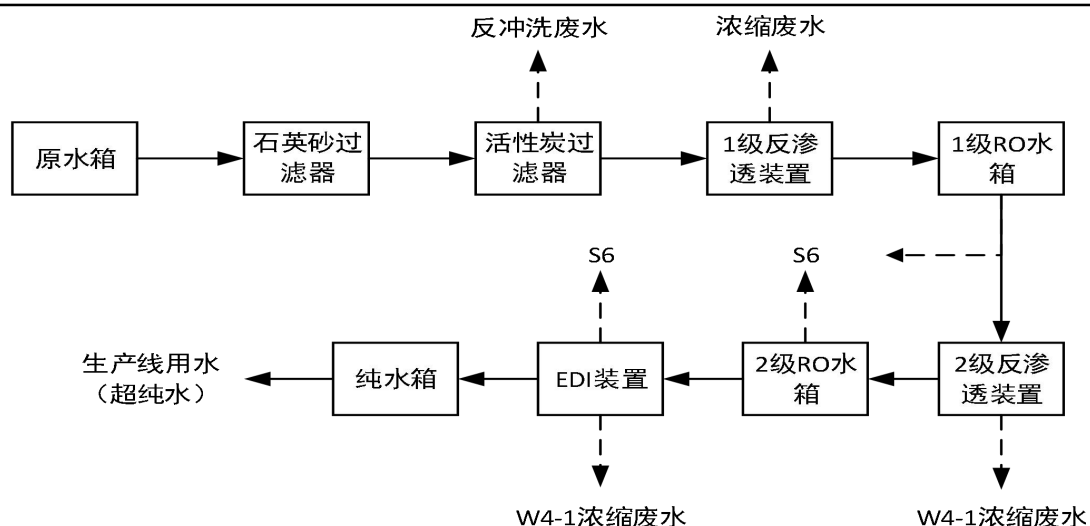 反冲洗废水
浓缩废水
原水箱
石英砂过
滤器
活性炭过
滤器
1级反渗
透装置
1级RO水
箱
S6
S6
生产线用水
（超纯水）
纯水箱
EDI装置
2级RO水
箱
2级反渗
透装置
W4-1浓缩废水
W4-1浓缩废水